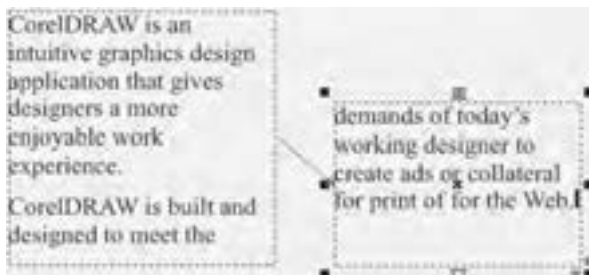 CorelDRAW is an
intuitive graphics design
application that gives
designers a more
enjoyable work
experience.
CorelDRAW is built and
designed to meet the
demands of today's
working designer to
create ads or collateral
for print of for the Web.